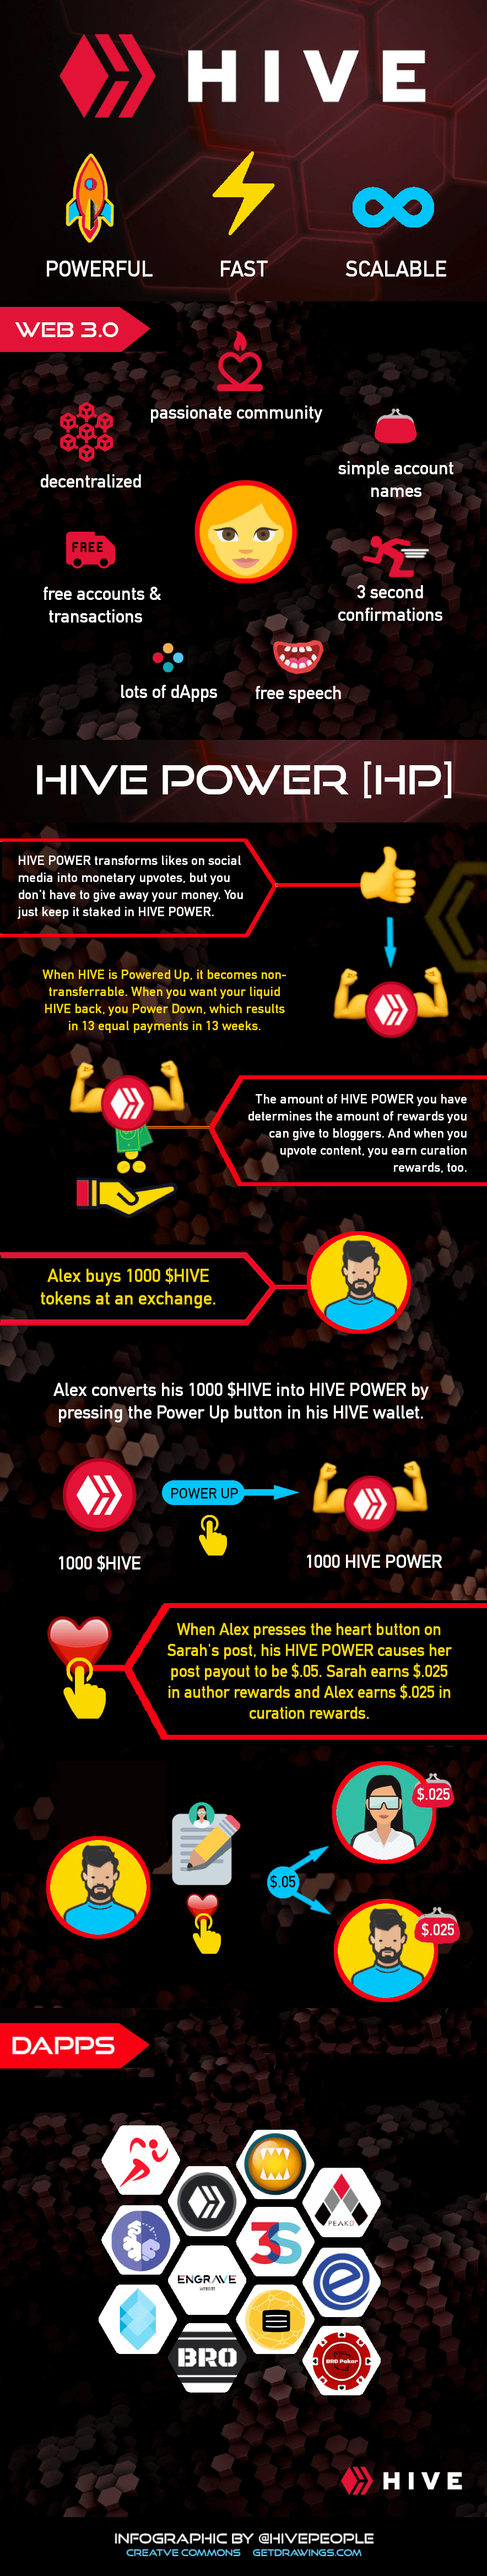 HIVE
POWERFUL
FAST
SCALABLE
WEB 3.0
passionate community
decentralized
simple account
names
FREE
free accounts &
transactions
3 second
confirmations
lots of dApps
free speech
HIVE POWER [HP]
HIVE POWER transforms likes on social
media into monetary upvotes, but you
don't have to give away your money. You
just keep it staked in HIVE POWER.
When HIVE is Powered Up, it becomes non-
transferrable. When you want your liquid
HIVE back, you Power Down, which results
in 13 equal payments in 13 weeks.
The amount of HIVE POWER you have
determines the amount of rewards you
can give to bloggers. And when you
upvote content, you earn curation
rewards, too.
Alex buys 1000 $HIVE
tokens at an exchange.
Alex converts his 1000 $HIVE into HIVE POWER by
pressing the Power Up button in his HIVE wallet.
POWER UP
1000 $HIVE
1000 HIVE POWER
When Alex presses the heart button on
Sarah's post, his HIVE POWER causes her
post payout to be $.05. Sarah earns $.025
in author rewards and Alex earns $.025 in
curation rewards.
$.025
$.05
$.025
DAPPS
PEAKD
3S
ENGRAVE
WEBSITE
e
BRO
BRO Poker
HIVE
INFOGRAPHIC BY @HIVEPEOPLE
CREATVE COMMONS GETDRAWINGS.COM